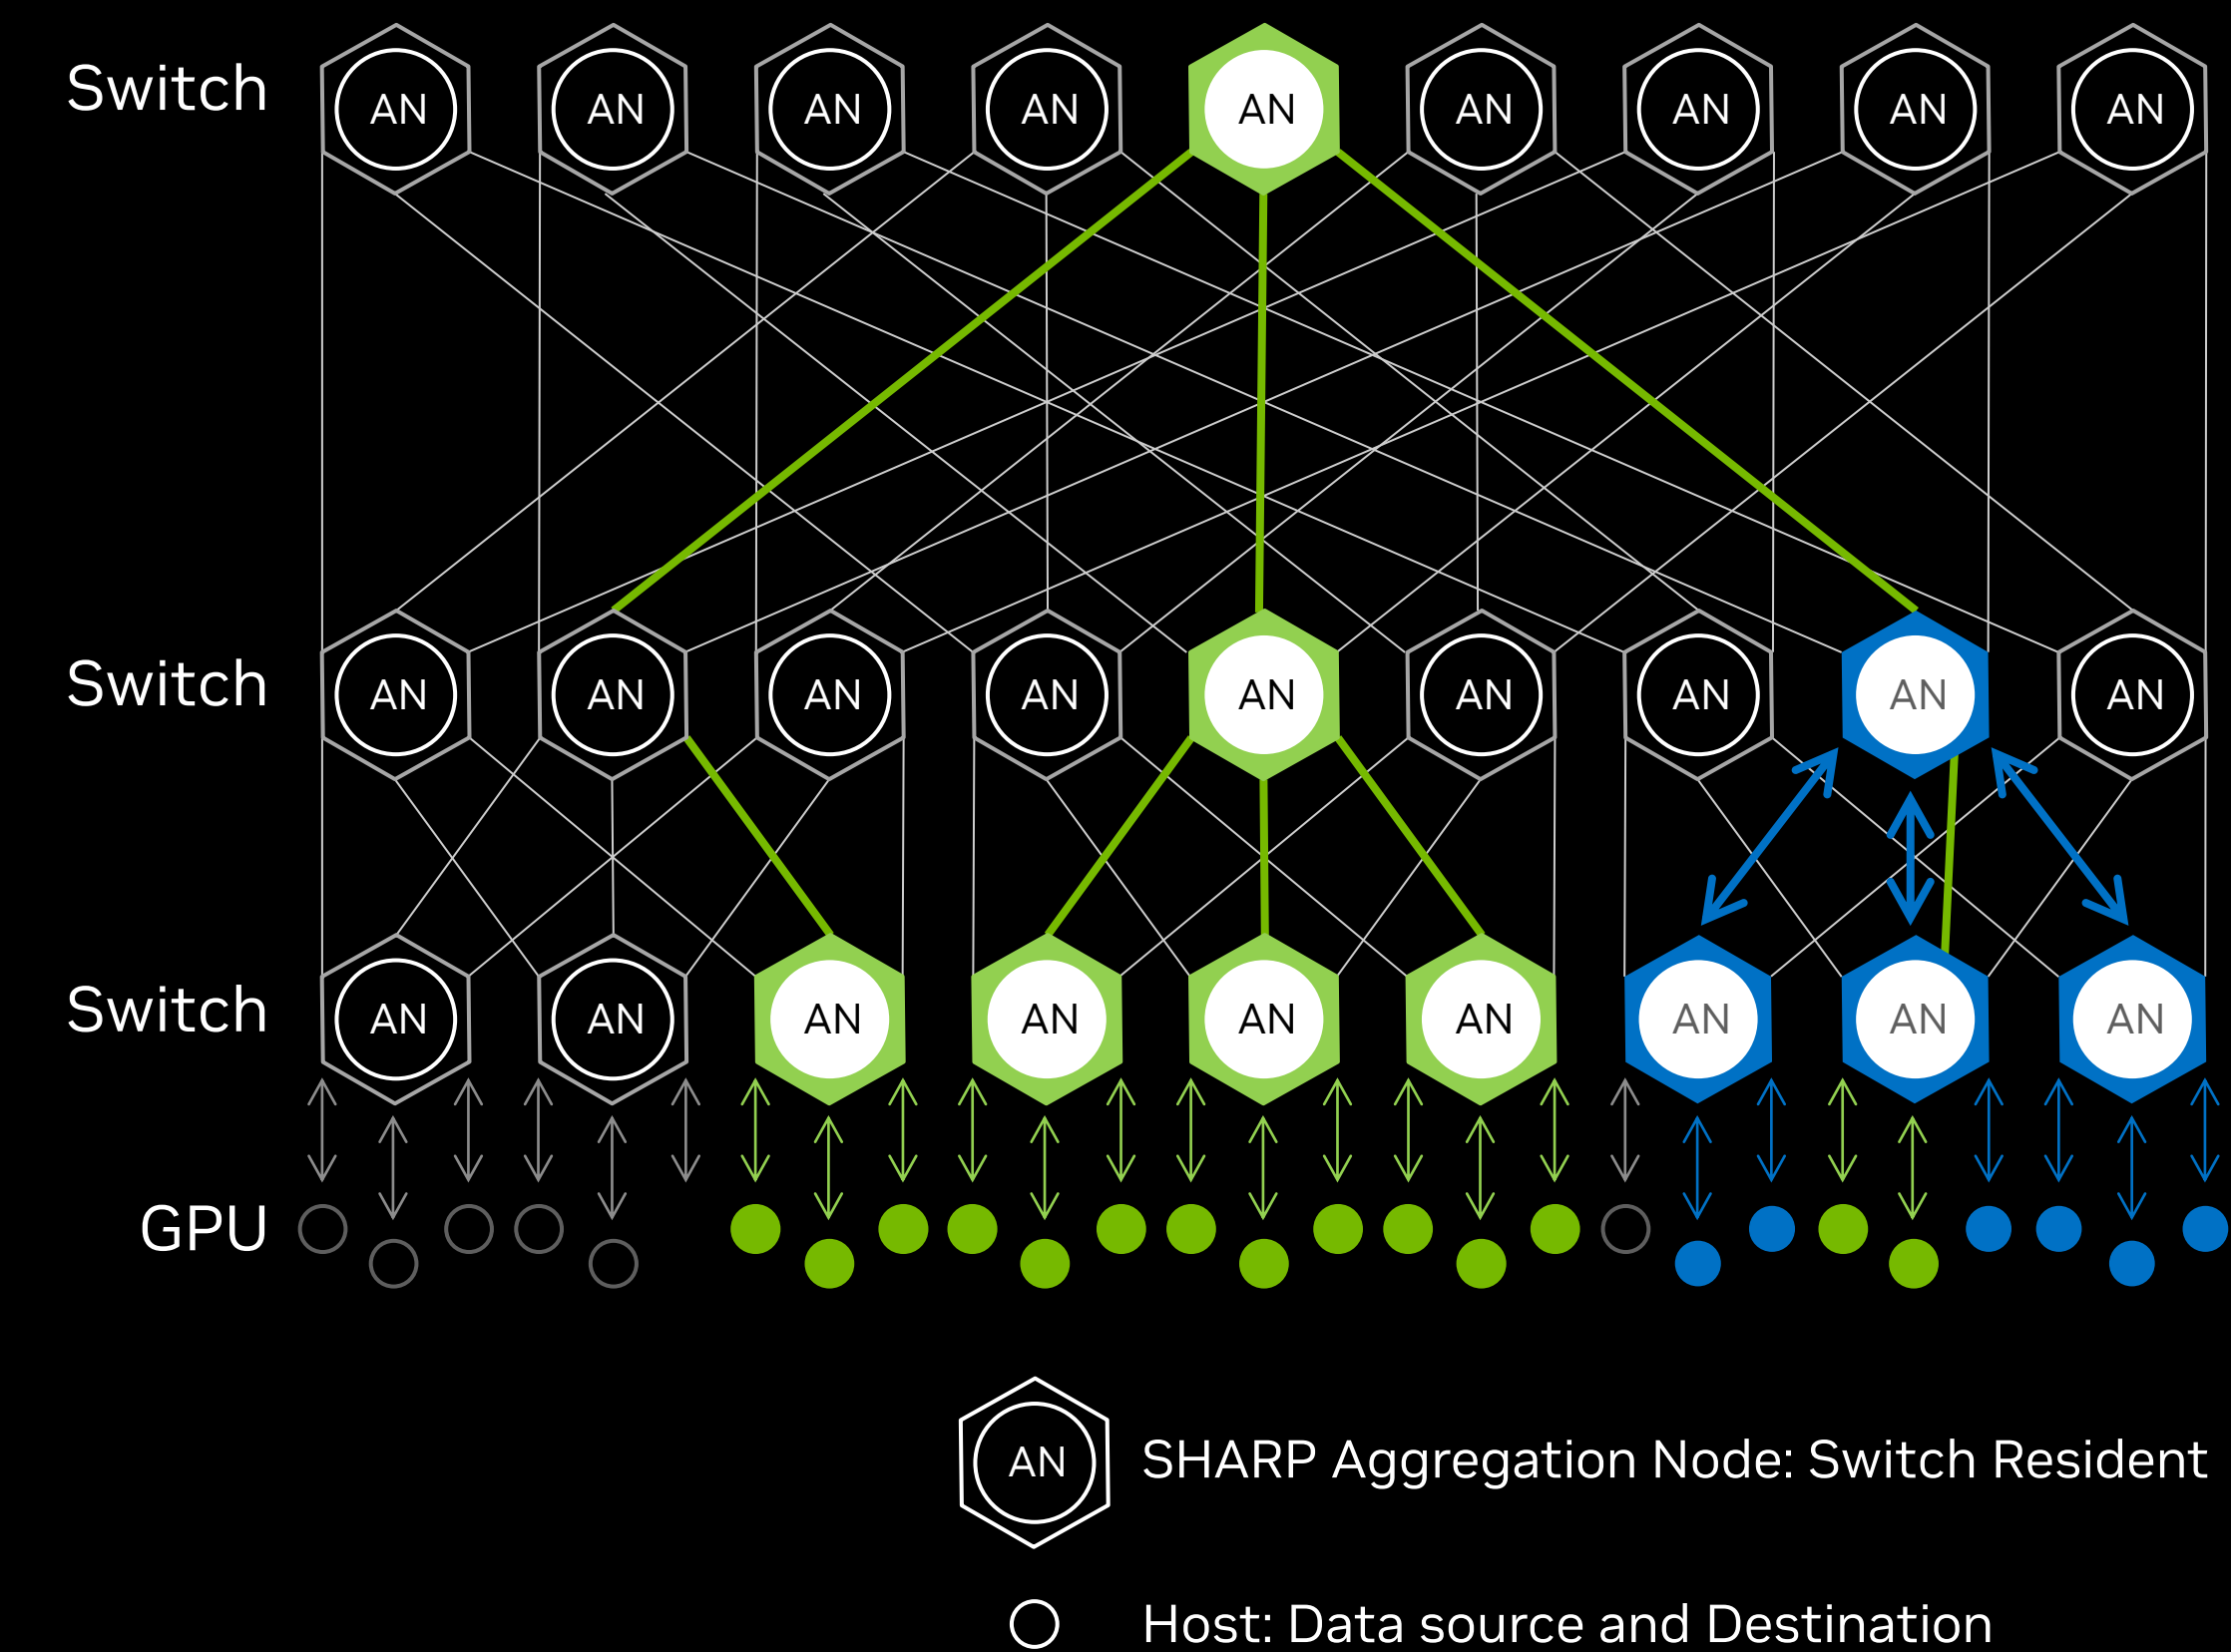 Switch AN AN AN AN AN AN AN AN AN
Switch AN AN AN AN AN AN AN AN AN
Switch AN AN AN AN AN AN AN AN AN
GPU
AN SHARP Aggregation Node: Switch Resident
Host: Data source and Destination